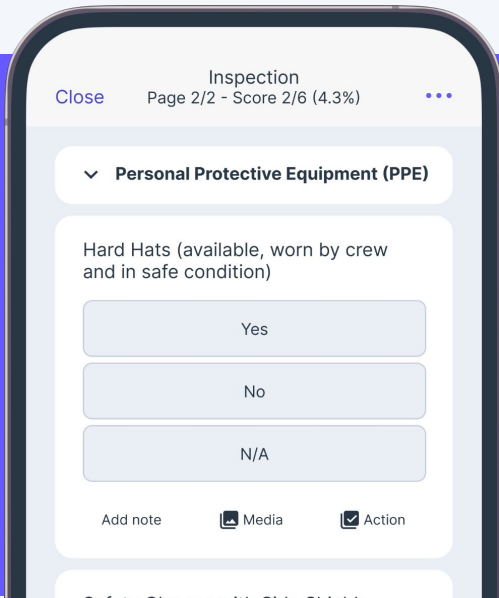 Inspection
Close
Page 2/2 - Score 2/6 (4.3%)
Personal Protective Equipment (PPE)
Hard Hats (available, worn by crew
and in safe condition)
Yes
No
N/A
Add note
Media
Action